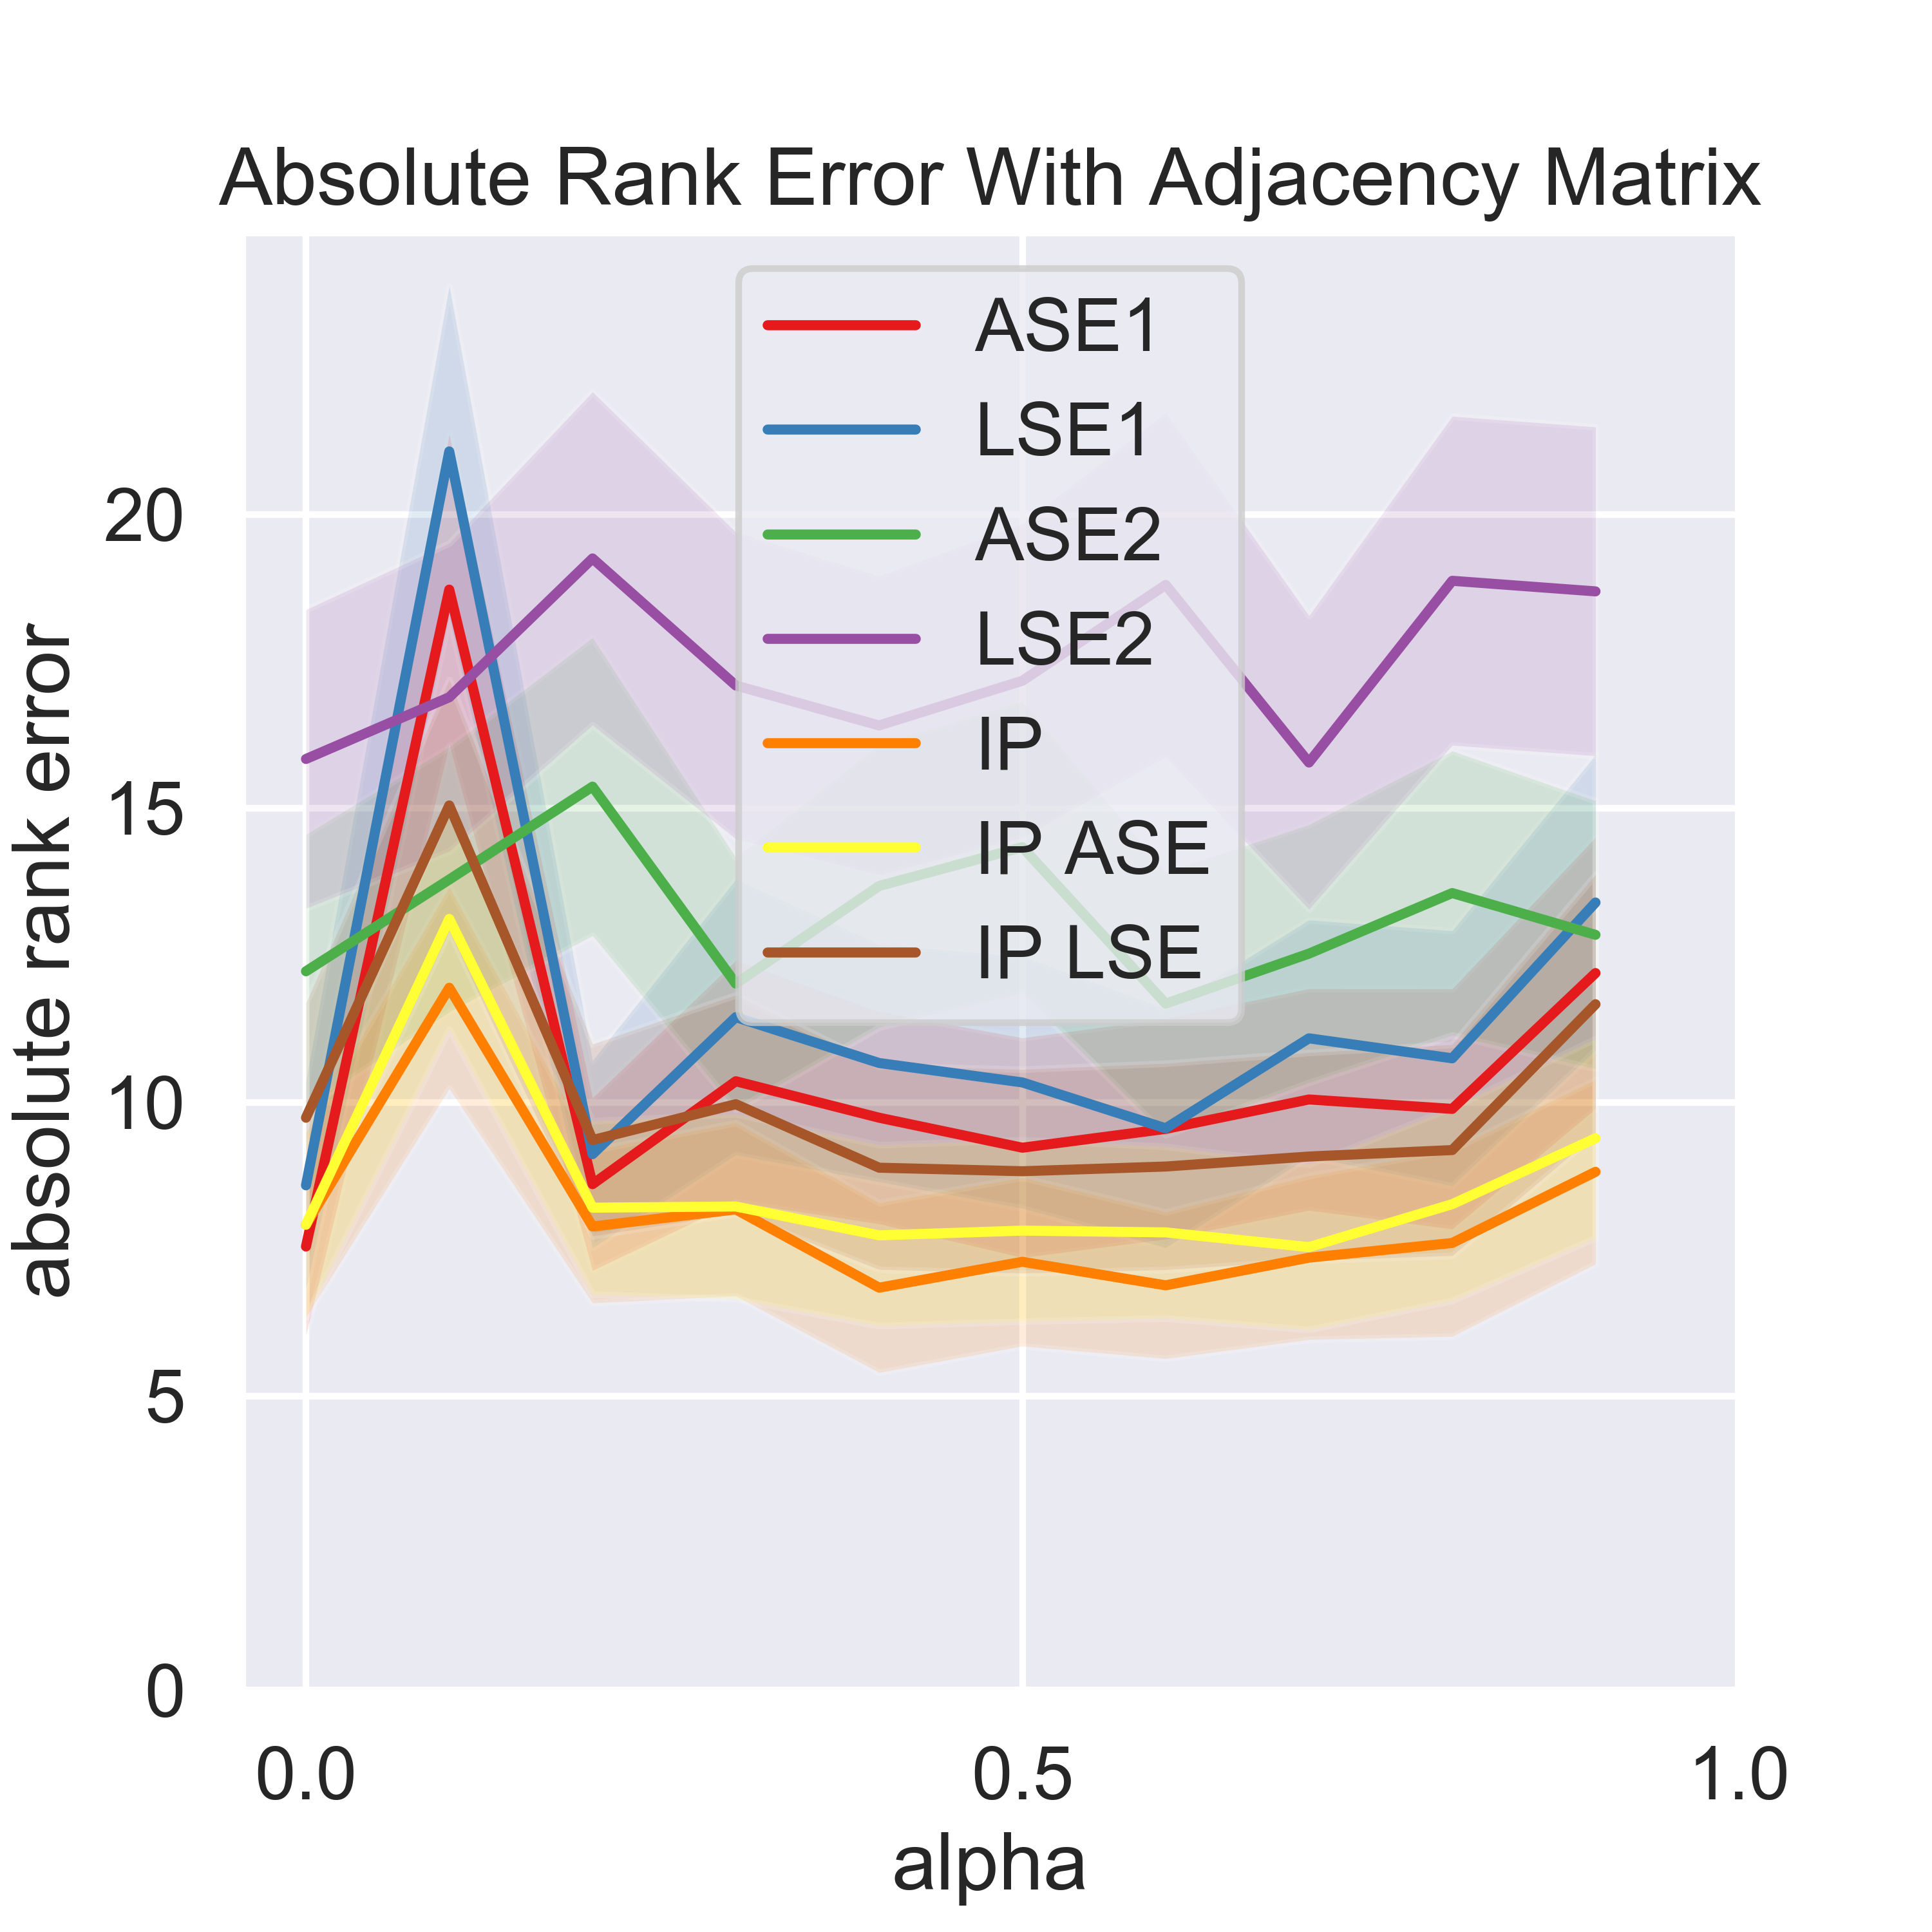 Absolute Rank Error With Adjacency Matrix
absolute rank error
20
15
10
5
0
ASE1
LSE1
ASE2
LSE2
IP
IP ASE
IP LSE
0.0
0.5
1.0
alpha